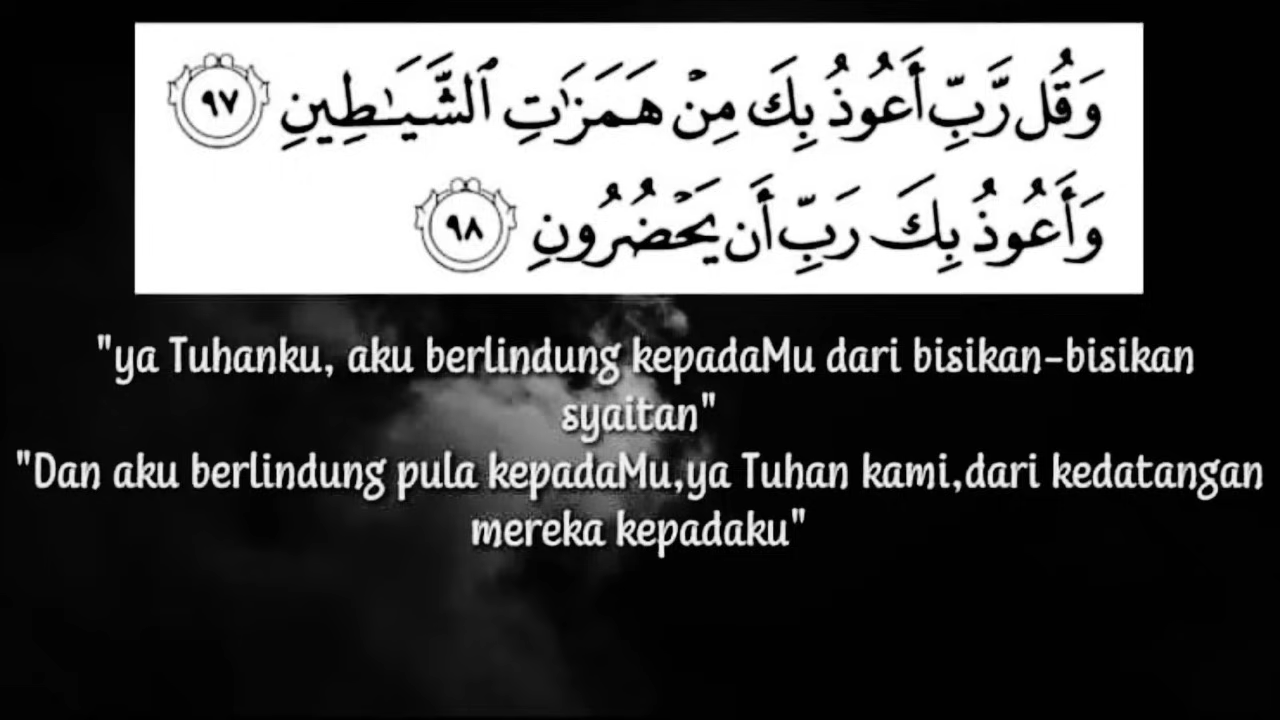 وَقُل رَّبِّ أَعُوذُ بِكَ مِنْ هَمَزَٰتِ ٱلشَّيَٰطِينِ ٩٧
وَأَعُوذُ بِكَ رَبِّ أَن يَحْضُرُونِ ٩٨
"ya Tuhanku, aku berlindung kepadaMu dari bisikan-bisikan
syaitan"
"Dan aku berlindung pula kepadaMu,ya Tuhan kami,dari kedatangan
mereka kepadaku"